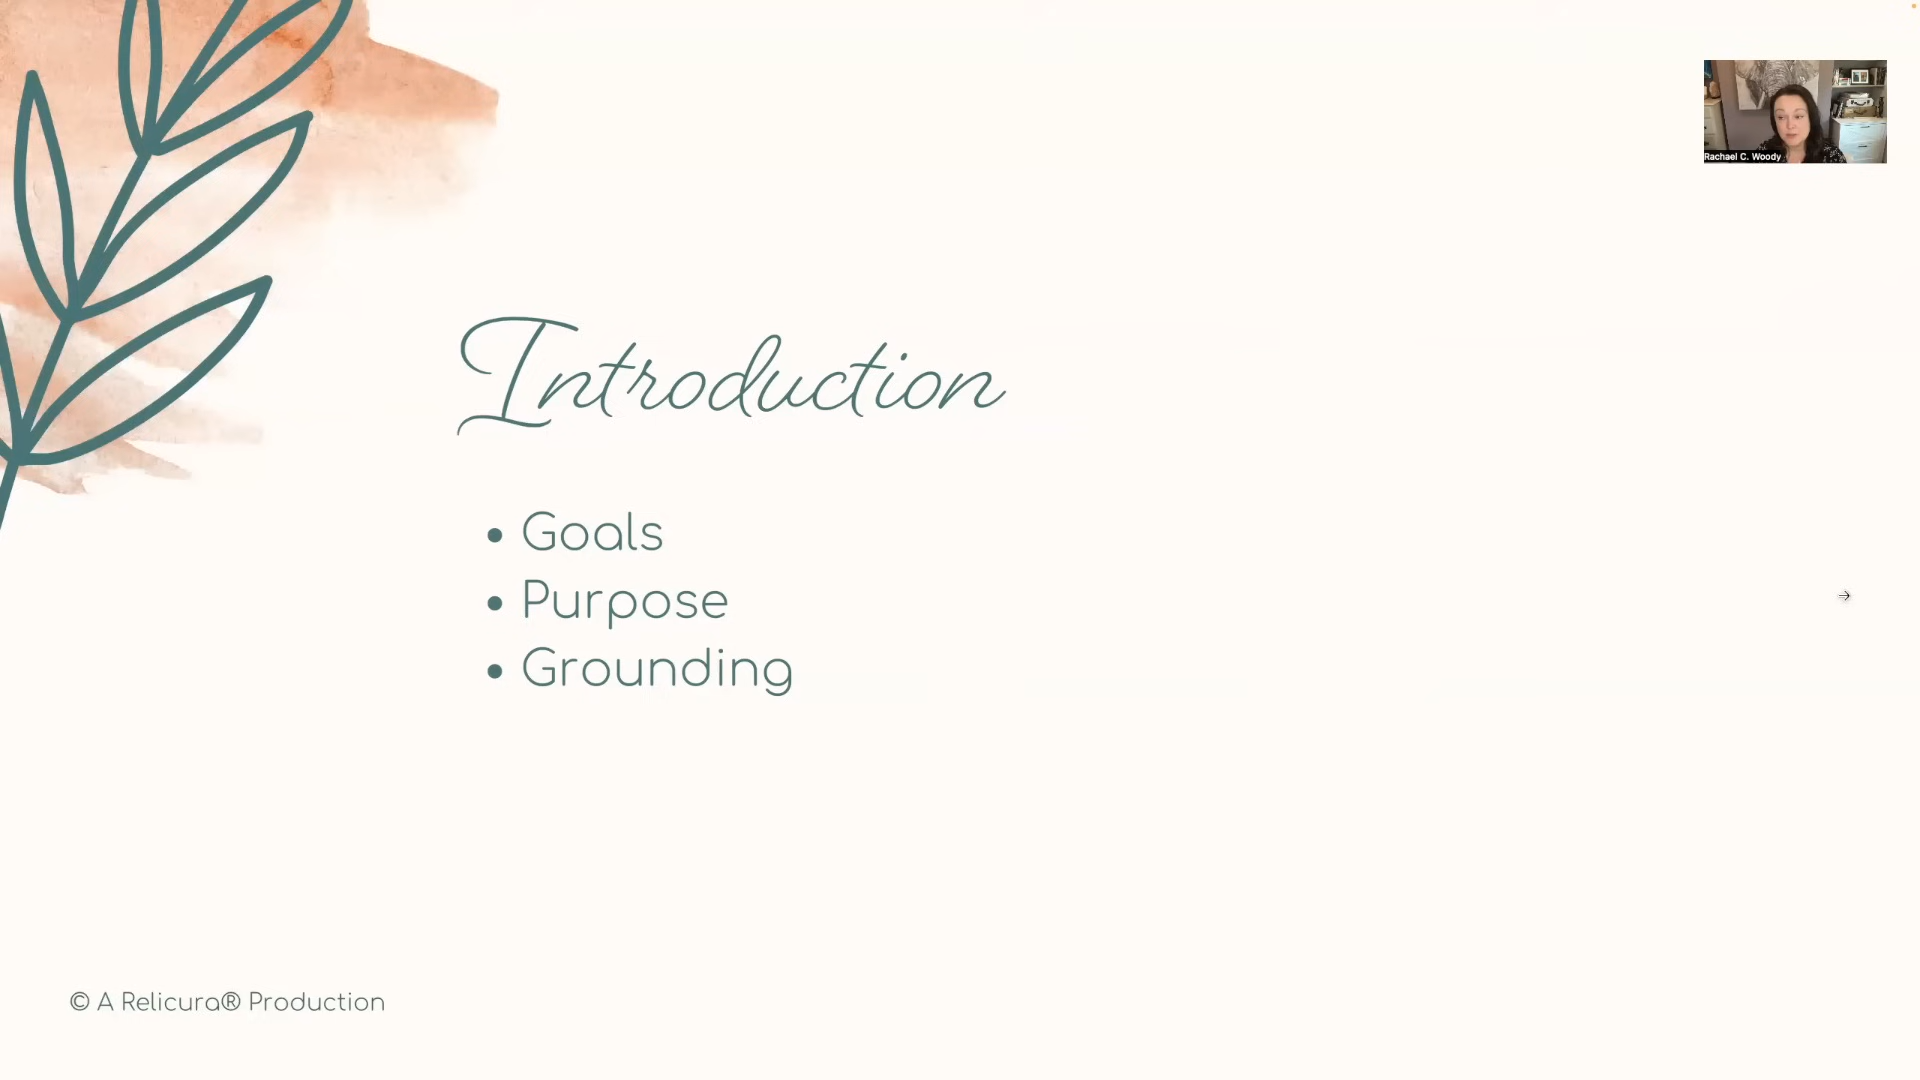 Rachael C. Woody
Introduction
• Goals
• Purpose
• Grounding
© A Relicura® Production